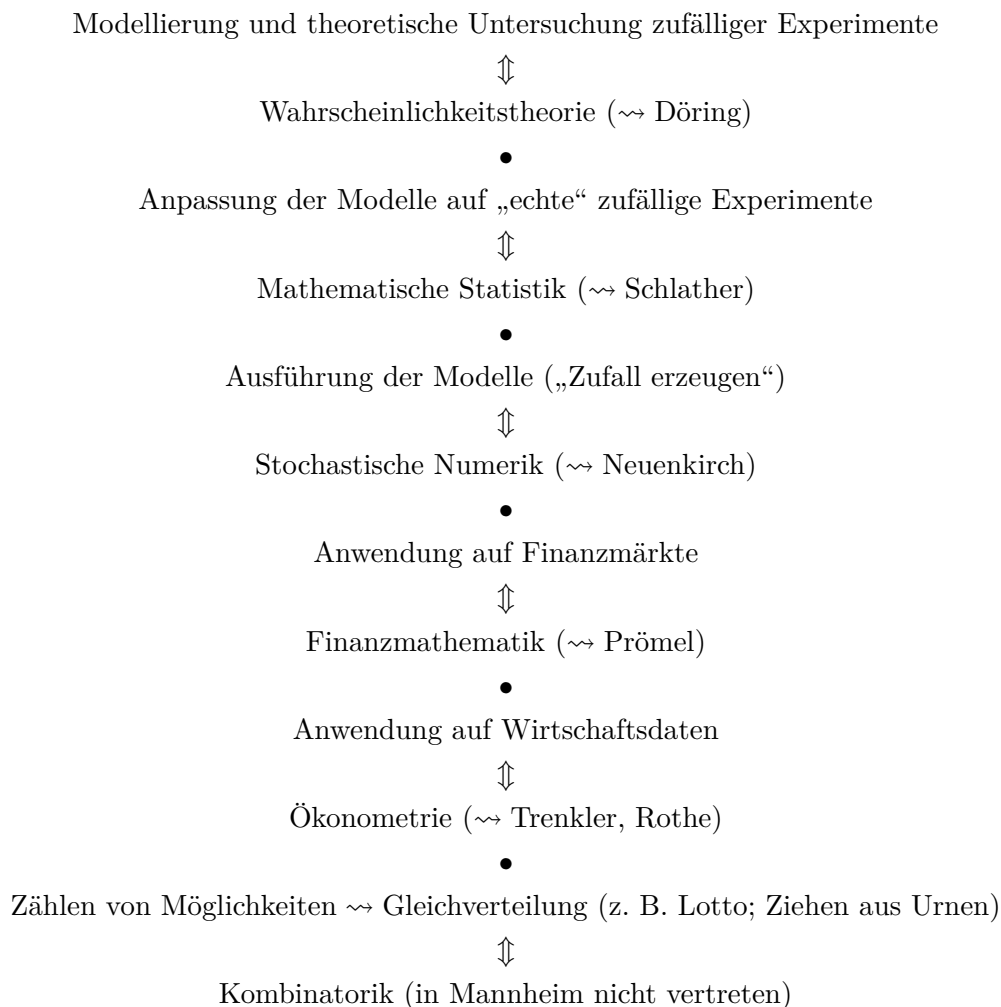 Modellierung und theoretische Untersuchung zufälliger Experimente
⇕
Wahrscheinlichkeitstheorie (⇝ Döring)
•
Anpassung der Modelle auf „echte“ zufällige Experimente
⇕
Mathematische Statistik (⇝ Schlather)
•
Ausführung der Modelle („Zufall erzeugen“)
⇕
Stochastische Numerik (⇝ Neuenkirch)
•
Anwendung auf Finanzmärkte
⇕
Finanzmathematik (⇝ Prömel)
•
Anwendung auf Wirtschaftsdaten
⇕
Ökonometrie (⇝ Trenkler, Rothe)
•
Zählen von Möglichkeiten ⇝ Gleichverteilung (z. B. Lotto; Ziehen aus Urnen)
⇕
Kombinatorik (in Mannheim nicht vertreten)